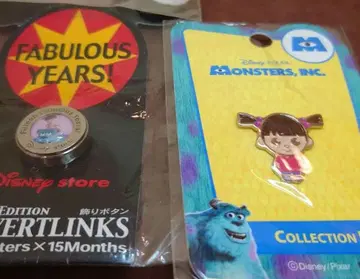 FABULOUS
YEARS!
Disney store
EDITION
VERTLINKS 飾りボタン
ters×15Months
Disney・PIXAR
MONSTERS, INC.
COLLECTION
©Disney/Pixar